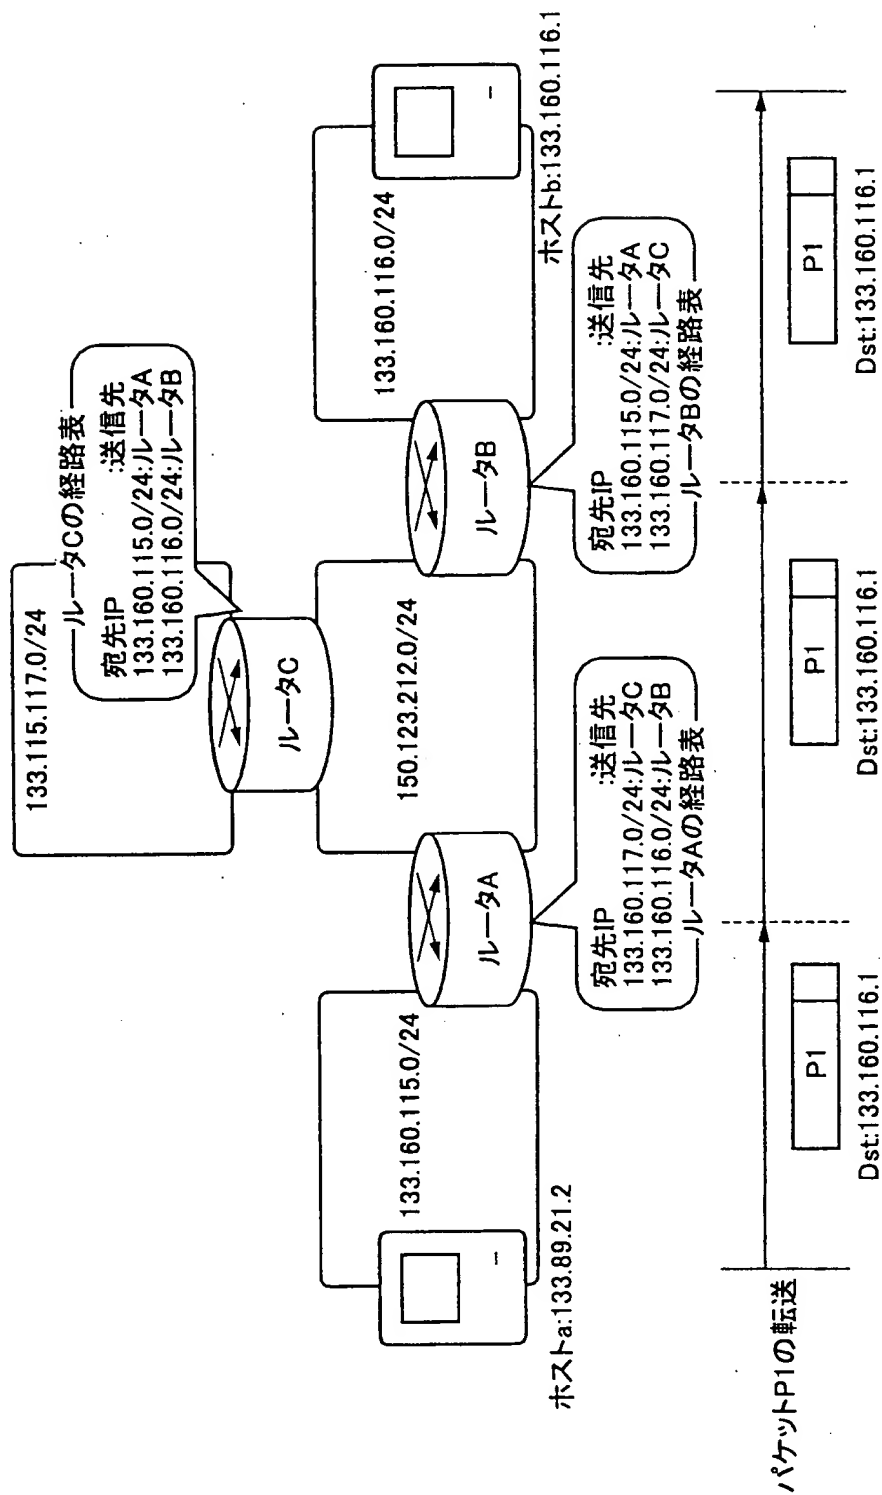 133.115.117.0/24
ルータCの経路表
宛先IP :送信先
133.160.115.0/24:ルータA
133.160.116.0/24:ルータB
ルータC
133.160.115.0/24
150.123.212.0/24
133.160.116.0/24
ルータA
ルータB
ホストa:133.89.21.2
ホストb:133.160.116.1
宛先IP :送信先
133.160.117.0/24:ルータC
133.160.116.0/24:ルータB
ルータAの経路表
宛先IP :送信先
133.160.115.0/24:ルータA
133.160.117.0/24:ルータC
ルータBの経路表
パケットP1の転送
P1
Dst:133.160.116.1
P1
Dst:133.160.116.1
P1
Dst:133.160.116.1